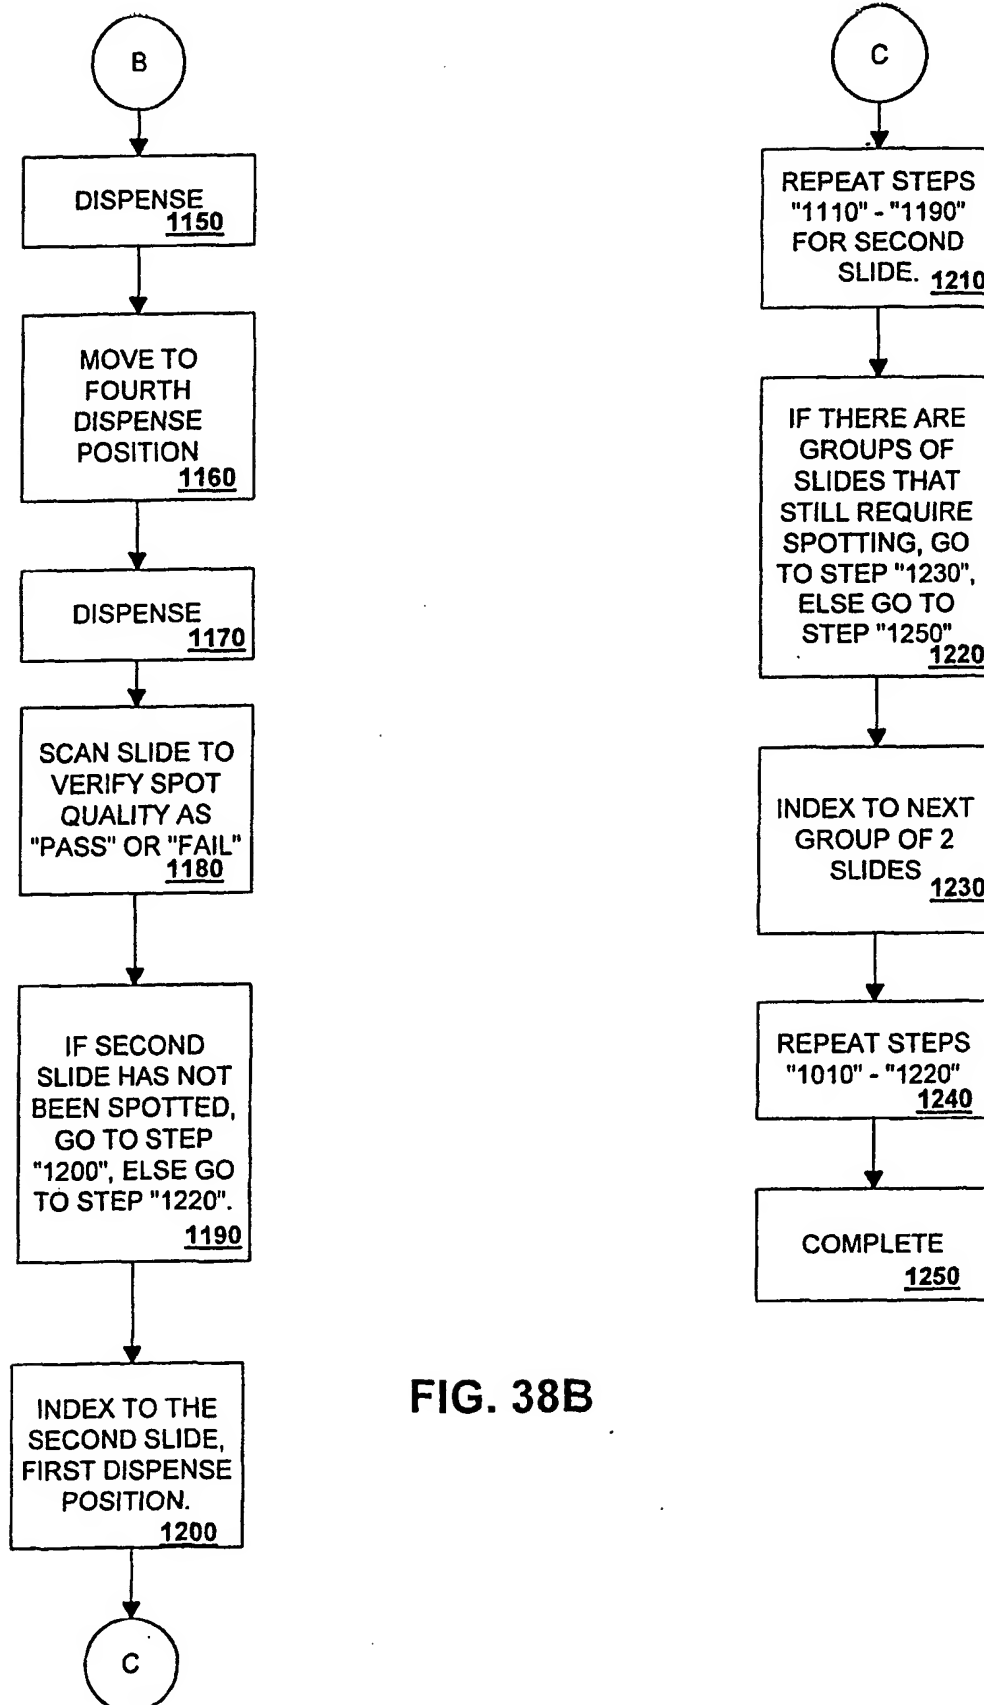 B
DISPENSE
1150
MOVE TO
FOURTH
DISPENSE
POSITION
1160
DISPENSE
1170
SCAN SLIDE TO
VERIFY SPOT
QUALITY AS
"PASS" OR "FAIL"
1180
IF SECOND
SLIDE HAS NOT
BEEN SPOTTED,
GO TO STEP
"1200", ELSE GO
TO STEP "1220".
1190
INDEX TO THE
SECOND SLIDE,
FIRST DISPENSE
POSITION.
1200
C
C
REPEAT STEPS
"1110" - "1190"
FOR SECOND
SLIDE. 1210
IF THERE ARE
GROUPS OF
SLIDES THAT
STILL REQUIRE
SPOTTING, GO
TO STEP "1230",
ELSE GO TO
STEP "1250"
1220
INDEX TO NEXT
GROUP OF 2
SLIDES
1230
REPEAT STEPS
"1010" - "1220"
1240
COMPLETE
1250
FIG. 38B